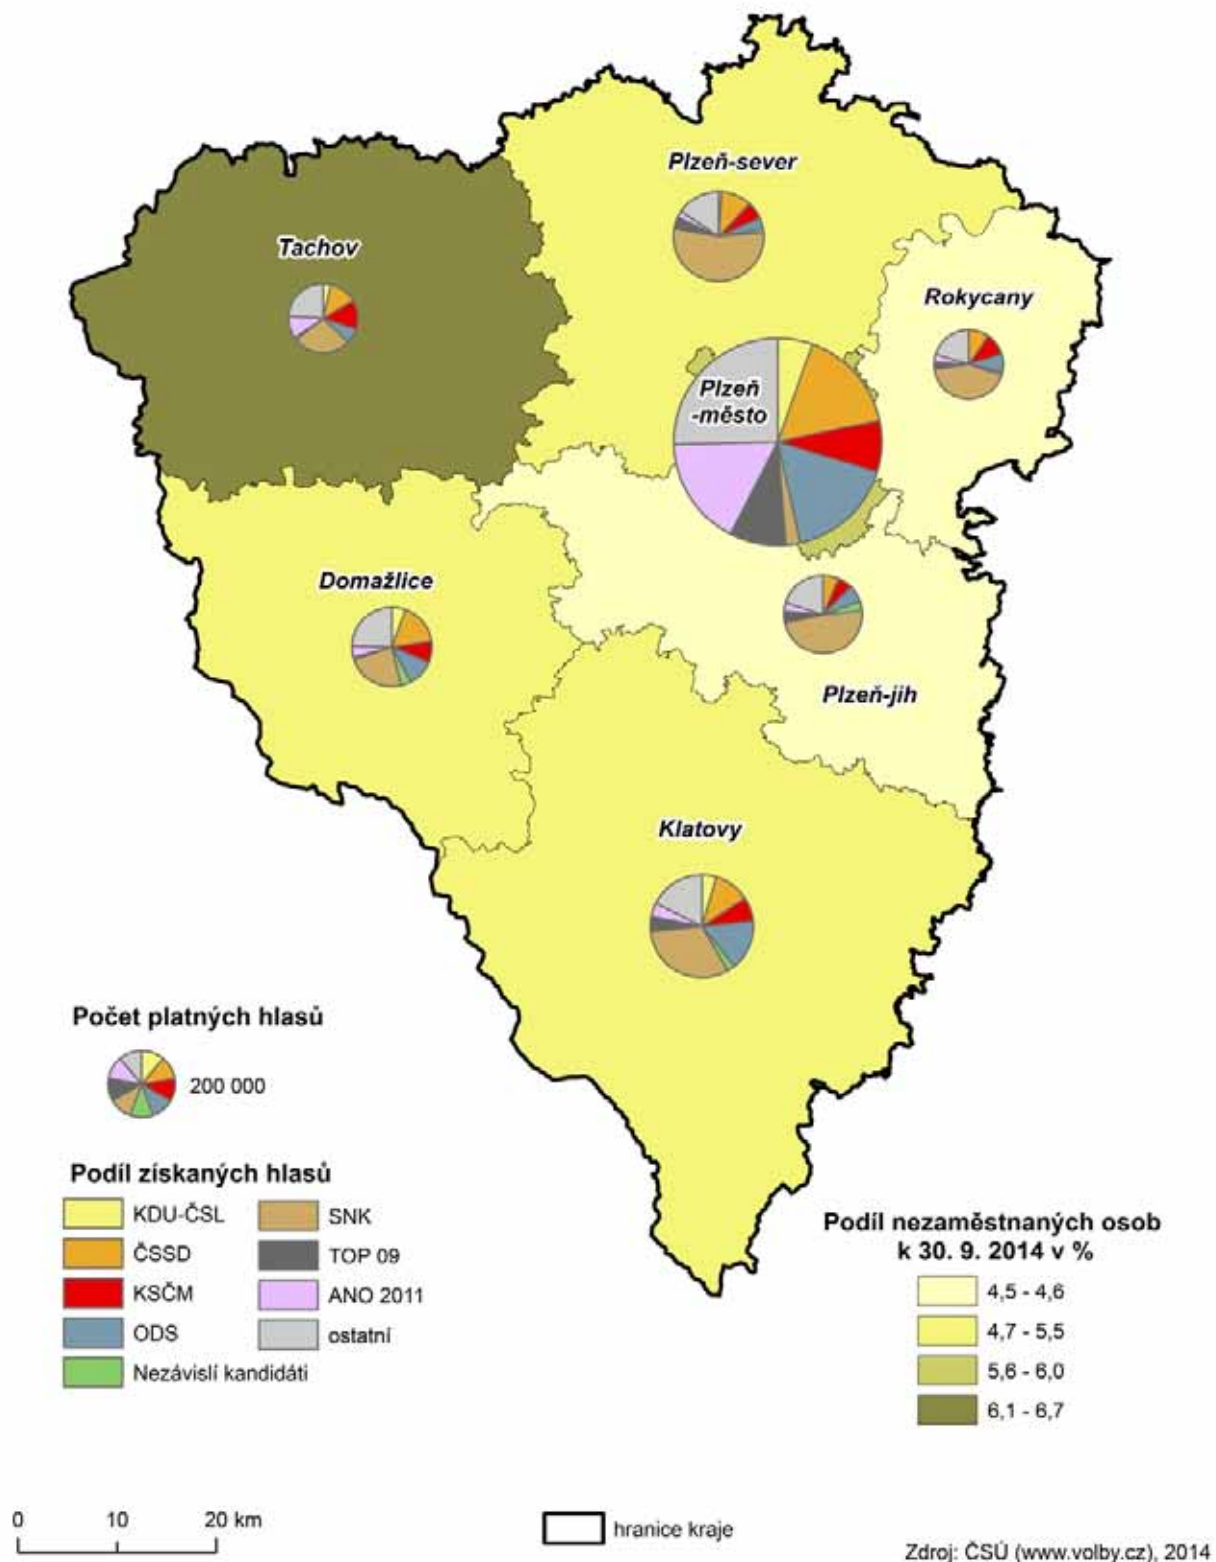 Plzeň-sever
Tachov
Rokycany
Plzeň
-město
Domažlice
Plzeň-jih
Klatovy
Počet platných hlasů
200 000
Podíl získaných hlasů
KDU-ČSL
SNK
ČSSD
TOP 09
KSČM
ANO 2011
ODS
ostatní
Nezávislí kandidáti
Podíl nezaměstnaných osob
k 30. 9. 2014 v %
4,5 - 4,6
4,7 - 5,5
5,6 - 6,0
6,1 - 6,7
0 10 20 km
hranice kraje
Zdroj: ČSÚ (www.volby.cz), 2014